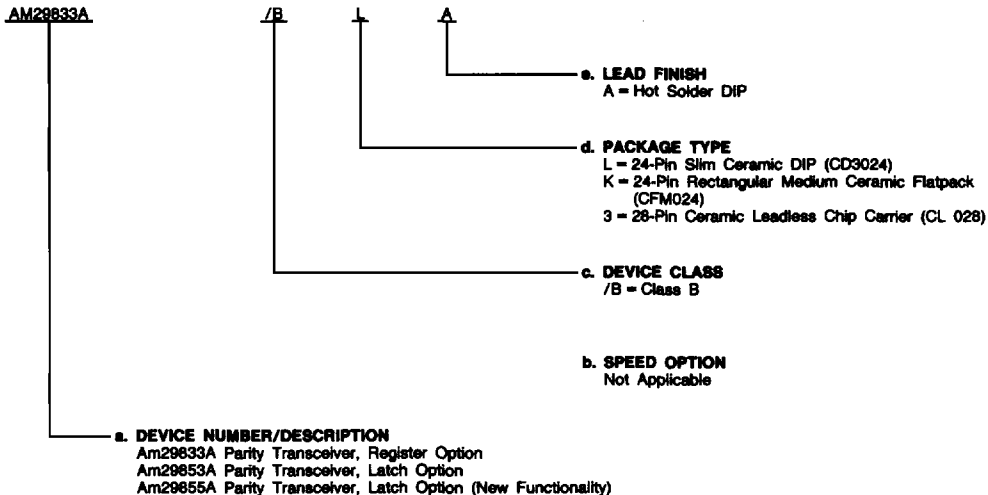 AM29833A /B L A
e. LEAD FINISH
A = Hot Solder DIP
d. PACKAGE TYPE
L = 24-Pin Slim Ceramic DIP (CD3024)
K = 24-Pin Rectangular Medium Ceramic Flatpack
(CFM024)
3 = 28-Pin Ceramic Leadless Chip Carrier (CL 028)
c. DEVICE CLASS
/B = Class B
b. SPEED OPTION
Not Applicable
a. DEVICE NUMBER/DESCRIPTION
Am29833A Parity Transceiver, Register Option
Am29853A Parity Transceiver, Latch Option
Am29855A Parity Transceiver, Latch Option (New Functionality)